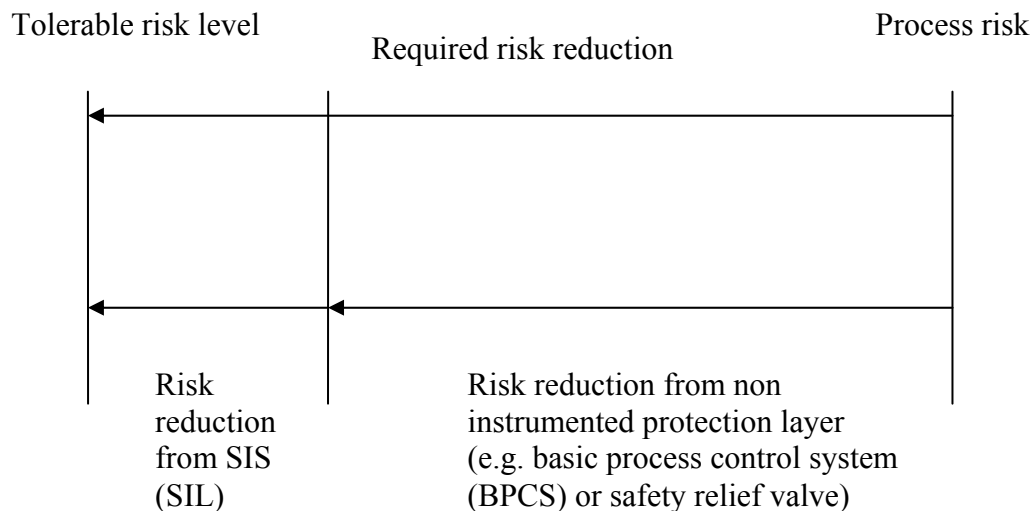 Tolerable risk level
Required risk reduction
Process risk
Risk
reduction
from SIS
(SIL)
Risk reduction from non
instrumented protection layer
(e.g. basic process control system
(BPCS) or safety relief valve)